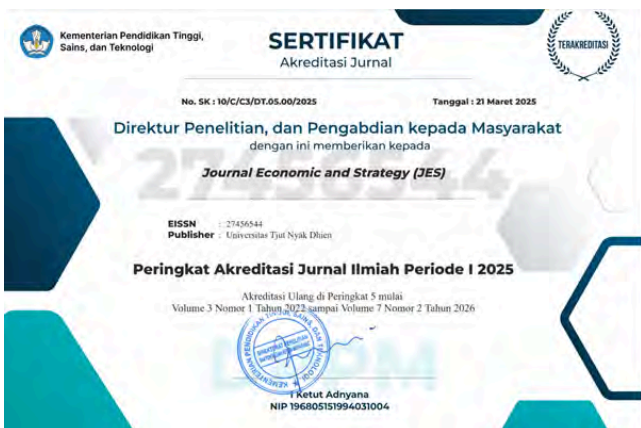 Kementerian Pendidikan Tinggi,
Sains, dan Teknologi
SERTIFIKAT
Akreditasi Jurnal
TERAKREDITASI
No. SK : 10/C/C3/DT.05.00/2025
Tanggal : 21 Maret 2025
Direktur Penelitian, dan Pengabdian kepada Masyarakat
dengan ini memberikan kepada
27456544
Journal Economic and Strategy (JES)
EISSN : 27456544
Publisher : Universitas Tjut Nyak Dhien
Peringkat Akreditasi Jurnal Ilmiah Periode I 2025
Akreditasi Ulang di Peringkat 5 mulai
Volume 3 Nomor 1 Tahun 2022 sampai Volume 7 Nomor 2 Tahun 2026
I Ketut Adnyana
NIP 196805151994031004